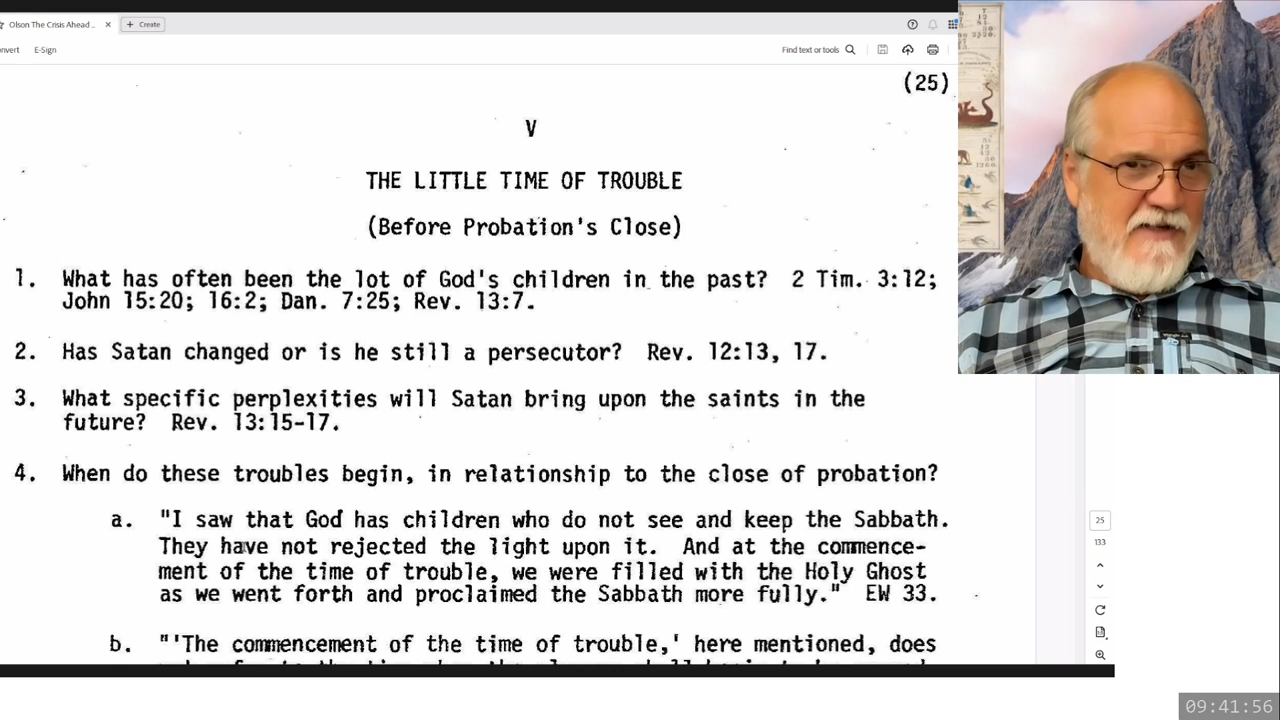 Olson The Crisis Ahead ..
Create
nvert
E-Sign
Find text or tools
(25)
V
THE LITTLE TIME OF TROUBLE
(Before Probation's Close)
1. What has often been the lot of God's children in the past? 2 Tim. 3:12;
John 15:20; 16:2; Dan. 7:25; Rev. 13:7.
2. Has Satan changed or is he still a persecutor? Rev. 12:13, 17.
3. What specific perplexities will Satan bring upon the saints in the
future? Rev. 13:15-17.
4. When do these troubles begin, in relationship to the close of probation?
a. "I saw that God has children who do not see and keep the Sabbath.
They have not rejected the light upon it. And at the commence-
ment of the time of trouble, we were filled with the Holy Ghost
as we went forth and proclaimed the Sabbath more fully." EW 33.
b. "'The commencement of the time of trouble,' here mentioned, does
25
133
09:41:56